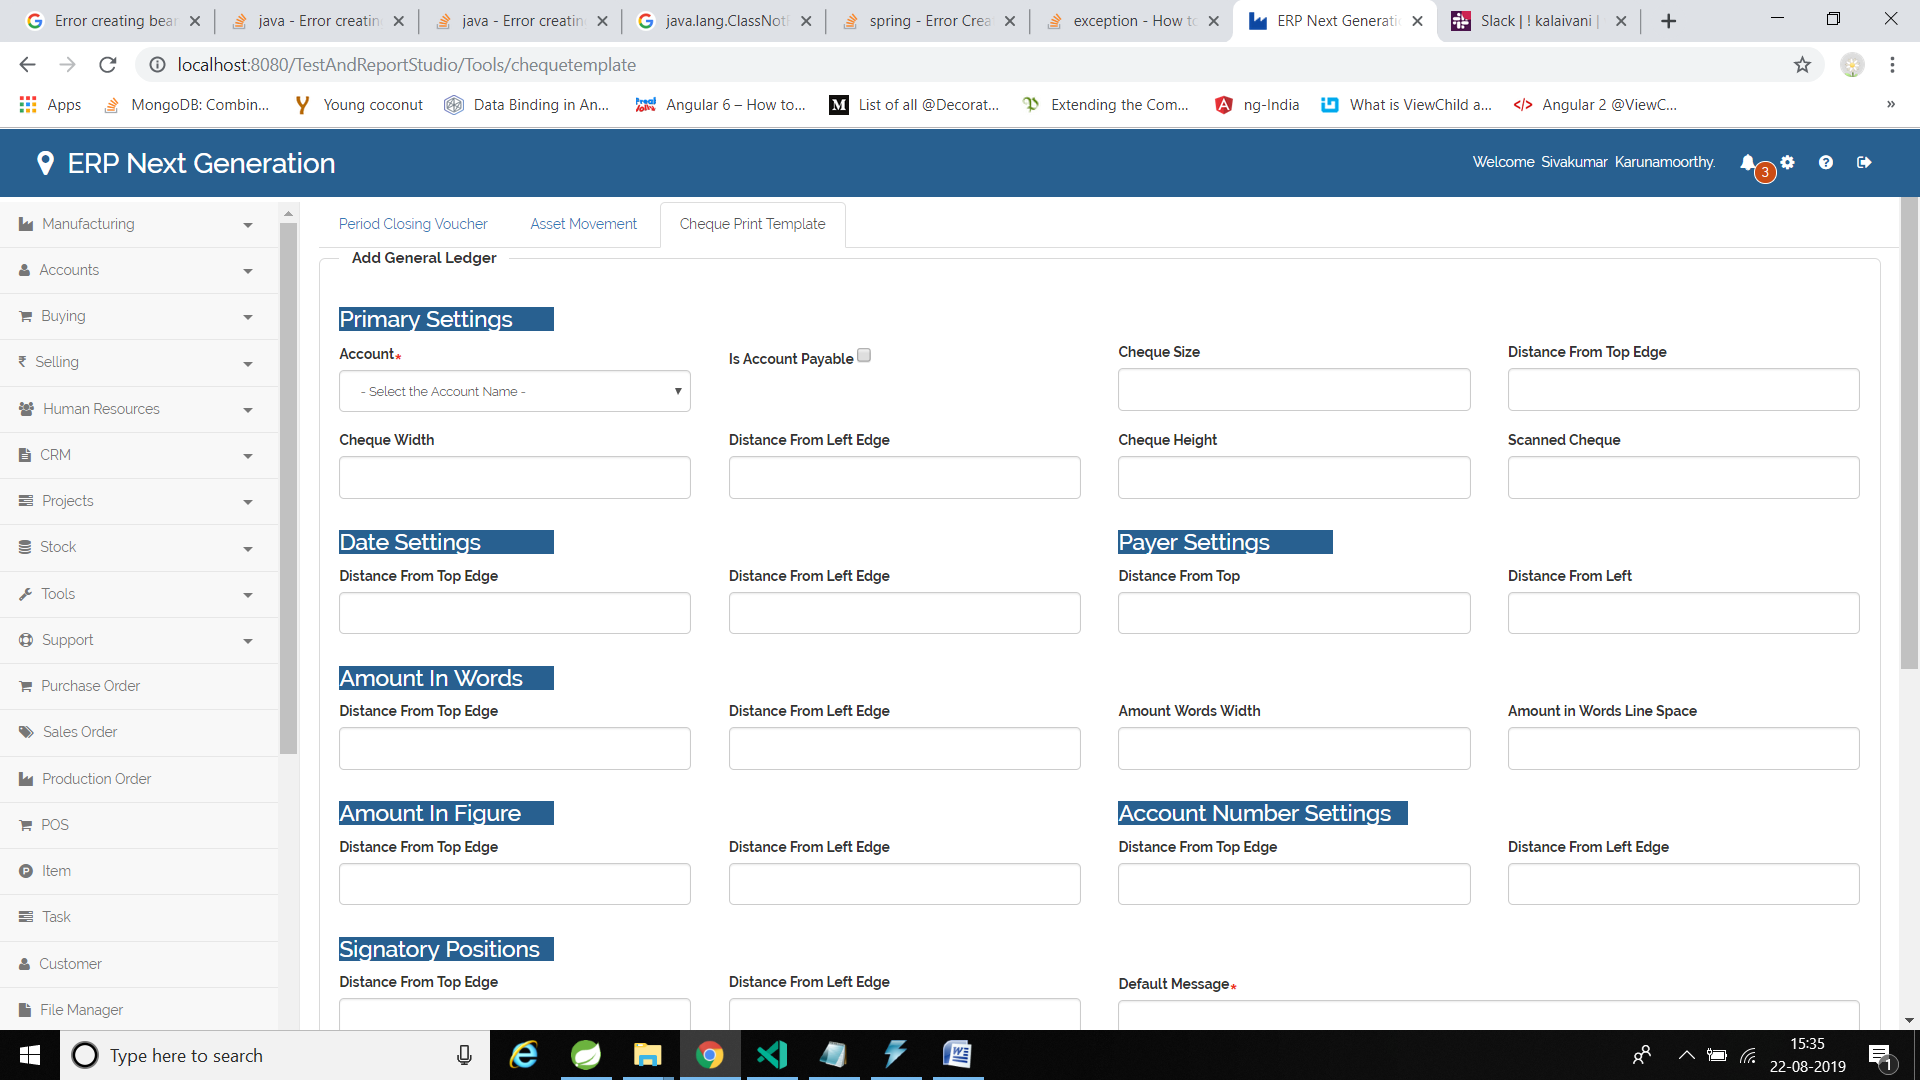 Error creating bear
java - Error creatin
java - Error creatin
java.lang.ClassNotF
spring - Error Crea
exception - How to
ERP Next Generati
Slack | ! kalaivani |
localhost:8080/TestAndReportStudio/Tools/chequetemplate
Apps
MongoDB: Combin...
Young coconut
Data Binding in An...
Angular 6 – How to...
List of all @Decorat...
Extending the Com...
ng-India
What is ViewChild a...
Angular 2 @ViewC...
»
ERP Next Generation
Welcome Sivakumar Karunamoorthy.
3
Manufacturing
Accounts
Buying
Selling
Human Resources
CRM
Projects
Stock
Tools
Support
Purchase Order
Sales Order
Production Order
POS
Item
Task
Customer
File Manager
Period Closing Voucher
Asset Movement
Cheque Print Template
Add General Ledger
Primary Settings
Account*
- Select the Account Name -
Is Account Payable
Cheque Size
Distance From Top Edge
Cheque Width
Distance From Left Edge
Cheque Height
Scanned Cheque
Date Settings
Payer Settings
Distance From Top Edge
Distance From Left Edge
Distance From Top
Distance From Left
Amount In Words
Distance From Top Edge
Distance From Left Edge
Amount Words Width
Amount in Words Line Space
Amount In Figure
Account Number Settings
Distance From Top Edge
Distance From Left Edge
Distance From Top Edge
Distance From Left Edge
Signatory Positions
Distance From Top Edge
Distance From Left Edge
Default Message*
Type here to search
15:35
22-08-2019
1